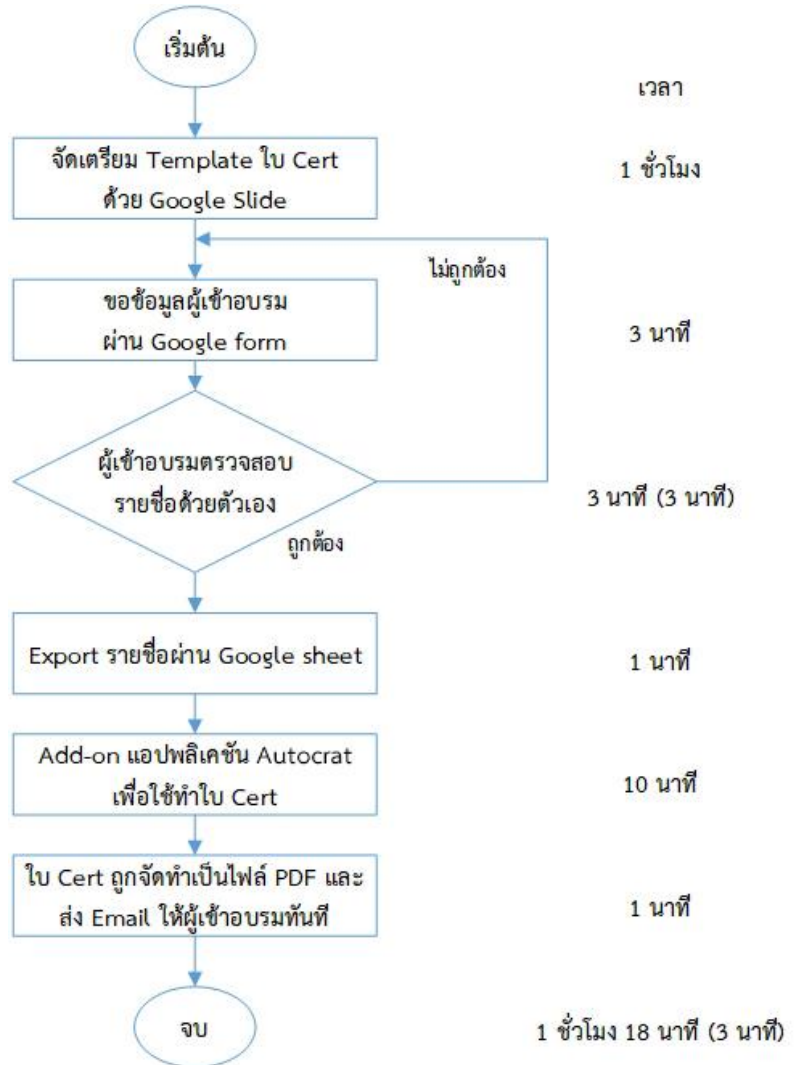 เริ่มต้น
เวลา
จัดเตรียม Template ใบ Cert
ด้วย Google Slide
1 ชั่วโมง
ไม่ถูกต้อง
ขอข้อมูลผู้เข้าอบรม
ผ่าน Google form
3 นาที
ผู้เข้าอบรมตรวจสอบ
รายชื่อด้วยตัวเอง
3 นาที (3 นาที)
ถูกต้อง
Export รายชื่อผ่าน Google sheet
1 นาที
Add-on แอปพลิเคชัน Autocrat
เพื่อใช้ทำใบ Cert
10 นาที
ใบ Cert ถูกจัดทำเป็นไฟล์ PDF และ
ส่ง Email ให้ผู้เข้าอบรมทันที
1 นาที
จบ
1 ชั่วโมง 18 นาที (3 นาที)